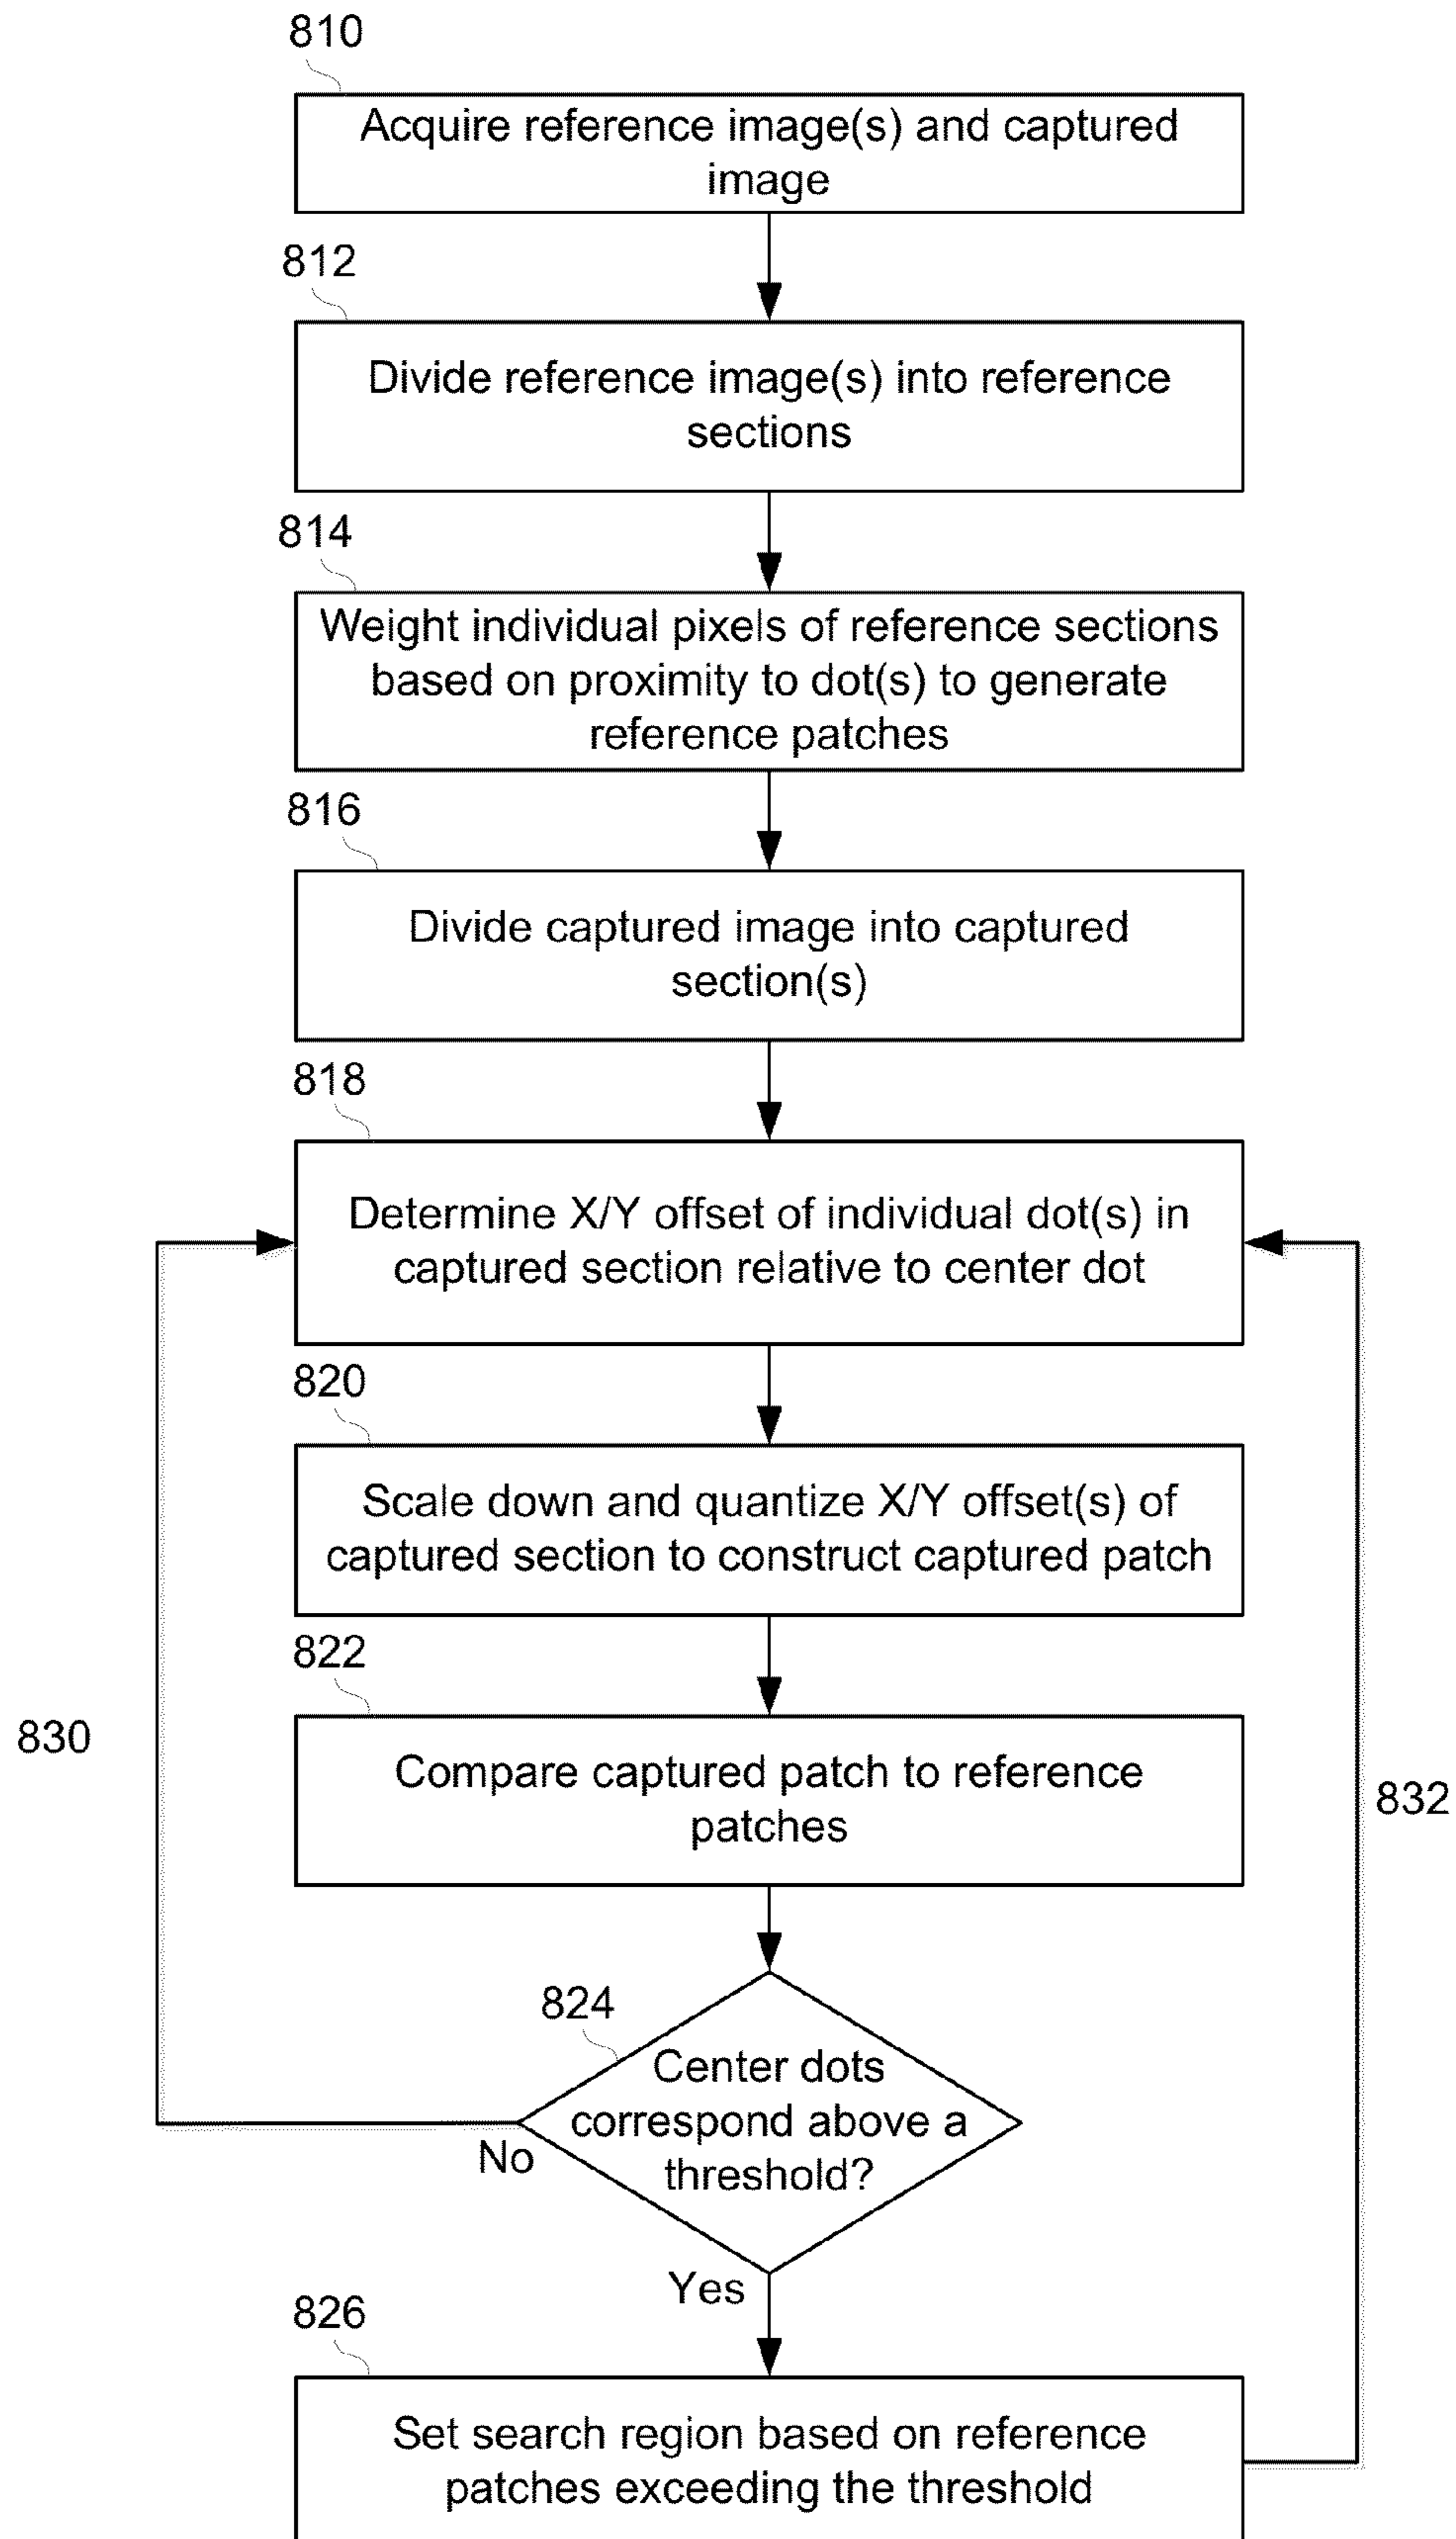 810
Acquire reference image(s) and captured
image
812
Divide reference image(s) into reference
sections
814
Weight individual pixels of reference sections
based on proximity to dot(s) to generate
reference patches
816
Divide captured image into captured
section(s)
818
Determine X/Y offset of individual dot(s) in
captured section relative to center dot
820
Scale down and quantize X/Y offset(s) of
captured section to construct captured patch
822
830
Compare captured patch to reference
patches
832
824
Center dots
correspond above a
threshold?
No
Yes
826
Set search region based on reference
patches exceeding the threshold